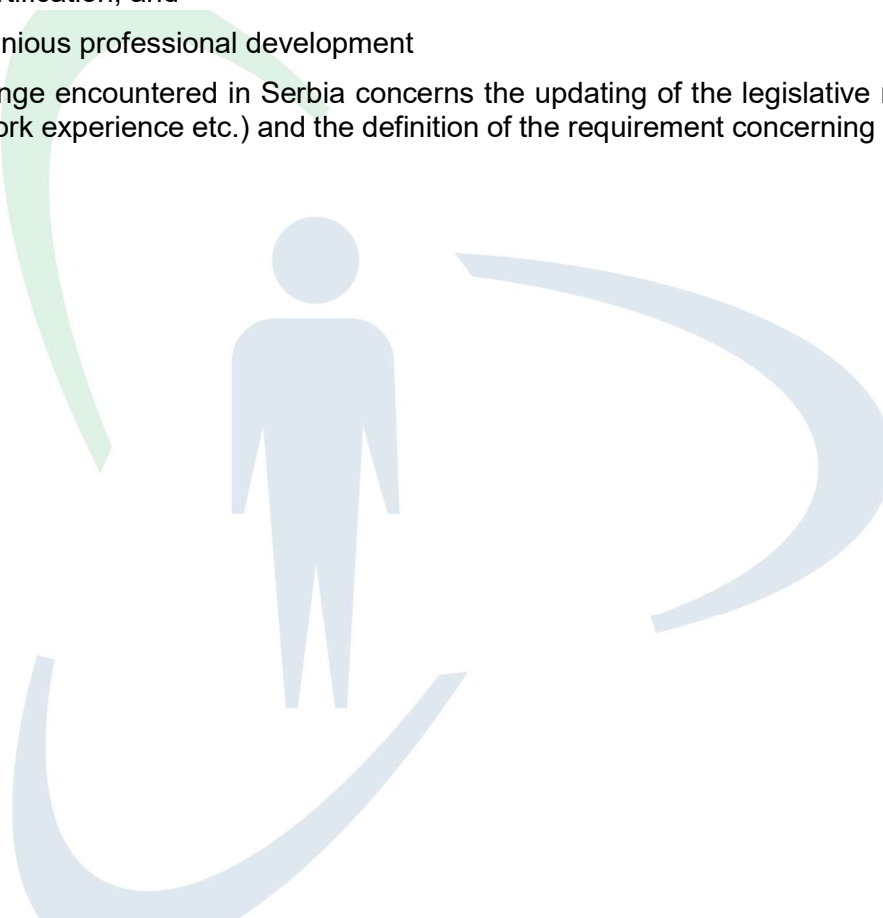 nious professional development
nge encountered in Serbia concerns the updating of the legislative
ork experience etc.) and the definition of the requirement concerning